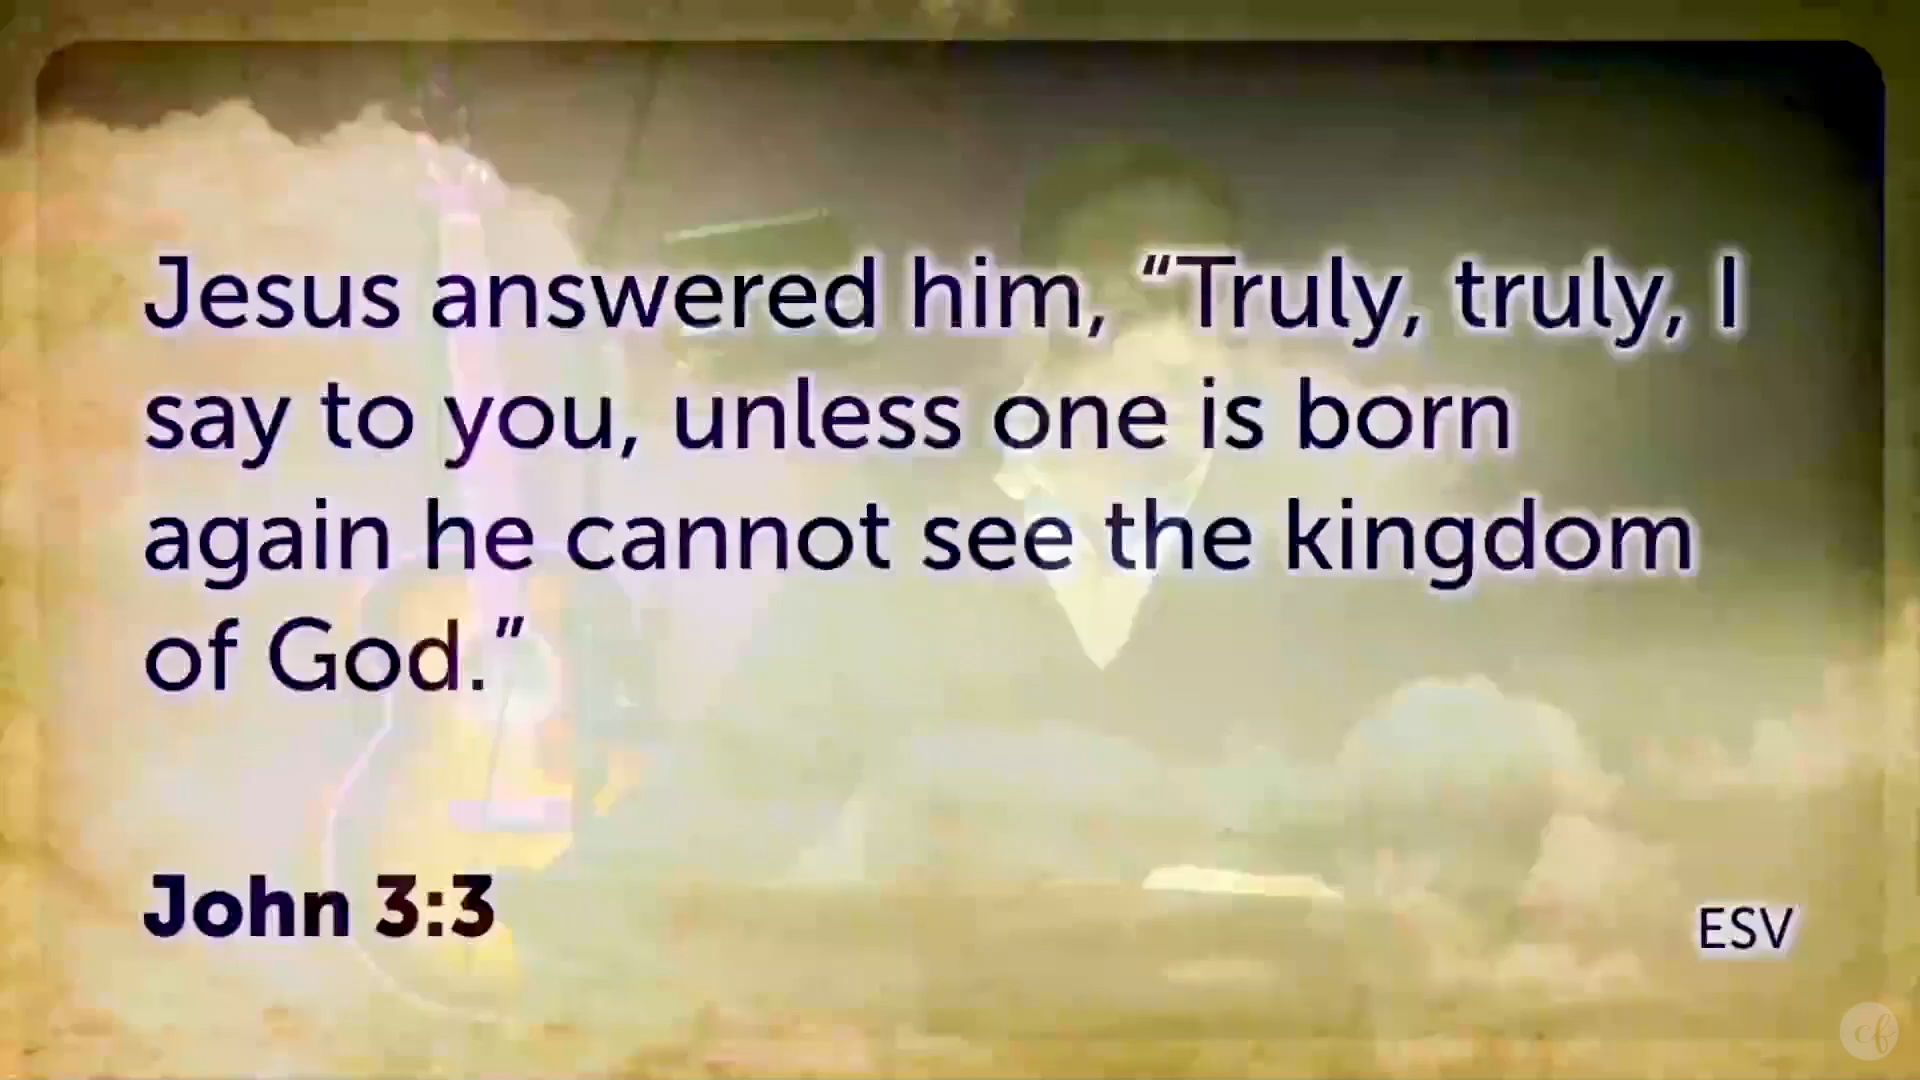 Jesus answered him, “Truly, truly, I
say to you, unless one is born
again he cannot see the kingdom
of God.”
John 3:3
ESV
cf